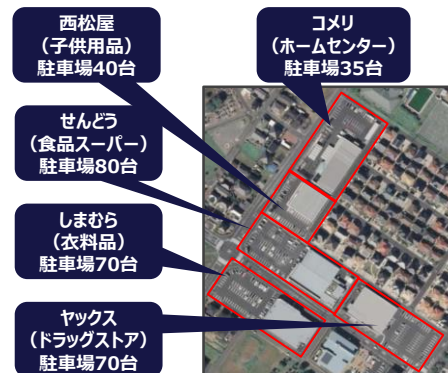 西松屋
（子供用品）
駐車場40台
コメリ
（ホームセンター）
駐車場35台
せんどう
（食品スーパー）
駐車場80台
しまむら
（衣料品）
駐車場70台
ヤックス
（ドラッグストア）
駐車場70台